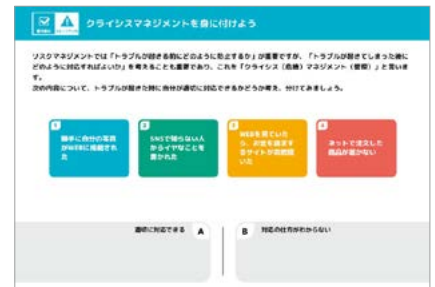 クライシスマネジメントを身に付けよう
リスクマネジメントでは「トラブルが起きる前にどのように防止するか」が重要ですが、「トラブルが起きてしまった後に
どのように対応すればよいか」を考えることも重要であり、これを「クライシス(危機)マネジメント(管理)」と言いま
す。
次の内容について、トラブルが起きた時に自分が適切に対応できるかどうか考え、分けてみましょう。
1
勝手に自分の写真
がWEBに掲載され
た
2
SNSで知らない人
からイヤなことを
書かれた
3
WEBを見ていた
ら、お金を請求す
るサイトが突然開
いた
4
ネットで注文した
商品が届かない
適切に対応できる A
B 対応の仕方がわからない